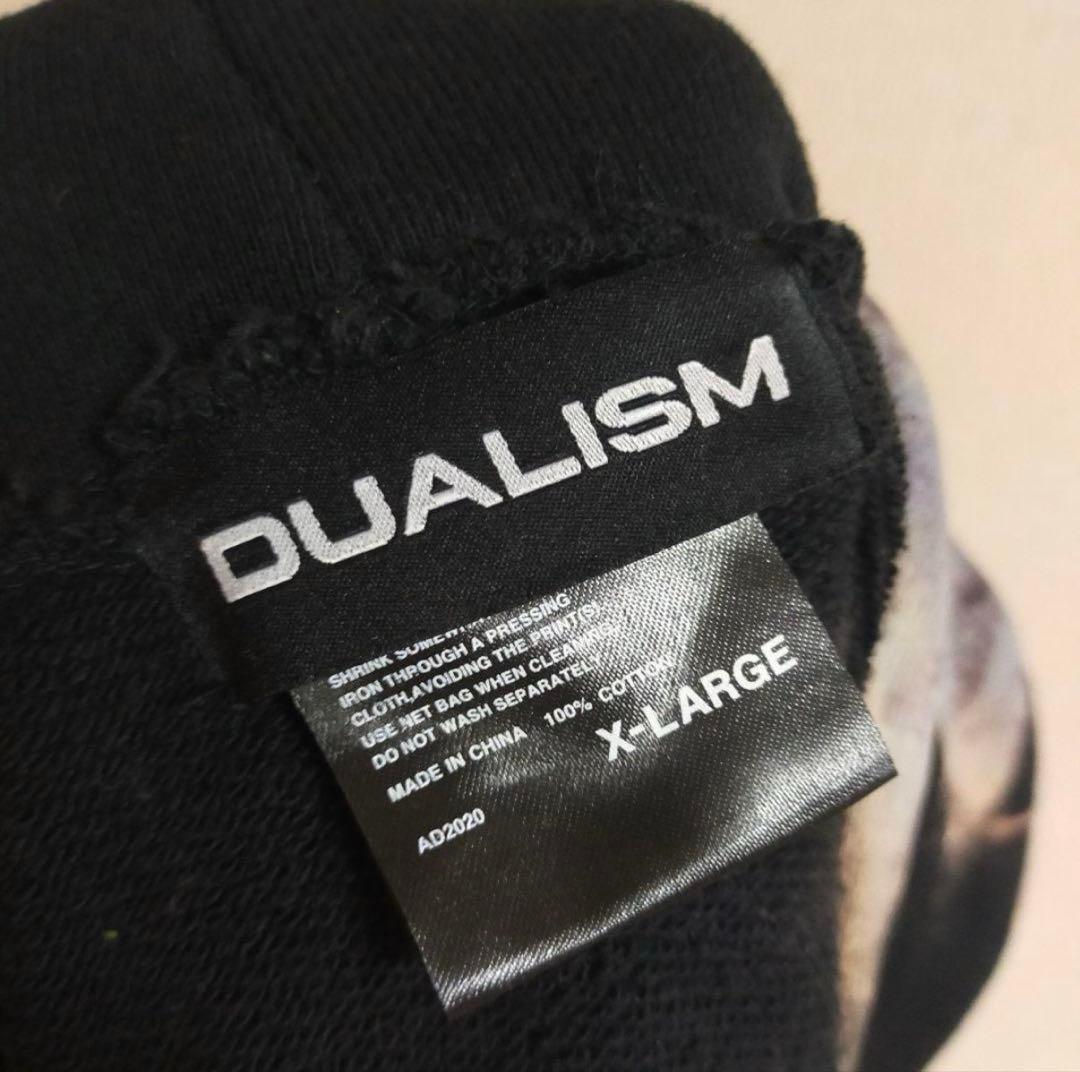 DUALISM
SHRINK
IRON THROUGH A PRESSING
CLOTH,AVOIDING THE PRINT(S)
USE NET BAG WHEN CLEANING(S)
DO NOT WASH SEPARATELY
MADE IN CHINA 100% COTTON
X-LARGE
AD2020